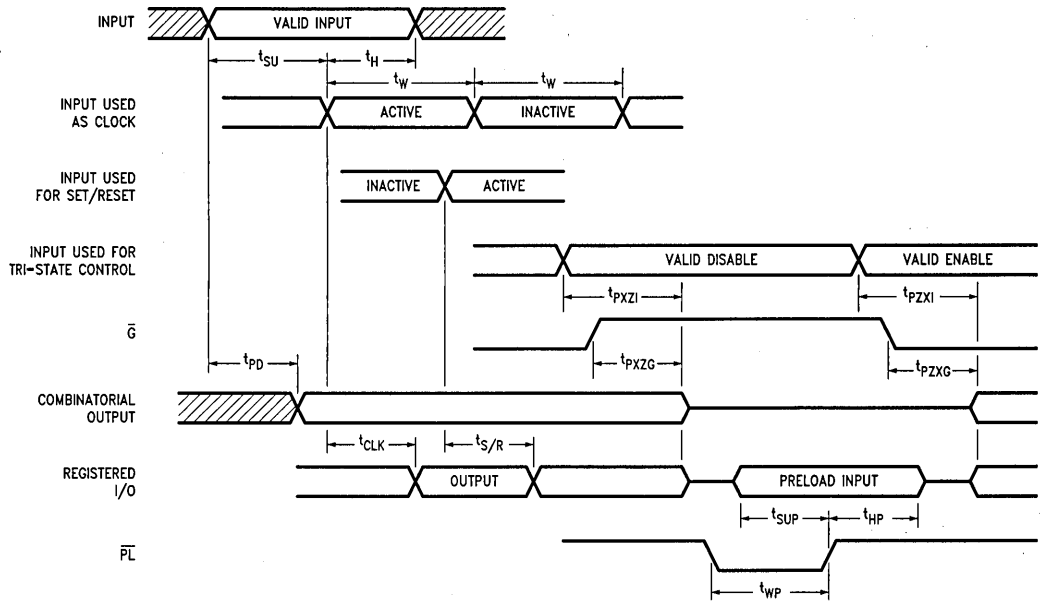 INPUT
VALID INPUT
tSU
tH
tW
tW
INPUT USED
AS CLOCK
ACTIVE
INACTIVE
INPUT USED
FOR SET/RESET
INACTIVE
ACTIVE
INPUT USED FOR
TRI-STATE CONTROL
VALID DISABLE
VALID ENABLE
tPXZI
tPZXI
G̅
tPD
tPXZG
tPZXG
COMBINATORIAL
OUTPUT
tCLK
tS/R
REGISTERED
I/O
OUTPUT
PRELOAD INPUT
tSUP
tHP
P̅L̅
tWP